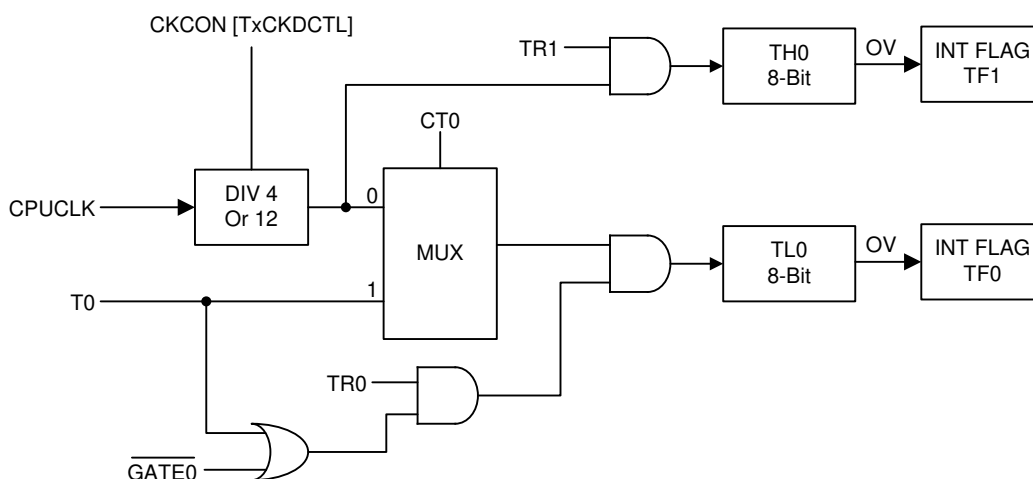 CKCON [TxCKDCTL]
TR1
TH0
8-Bit
OV
INT FLAG
TF1
CT0
CPUCLK
DIV 4
Or 12
0
MUX
TL0
8-Bit
OV
INT FLAG
TF0
T0
1
TR0
GATE0